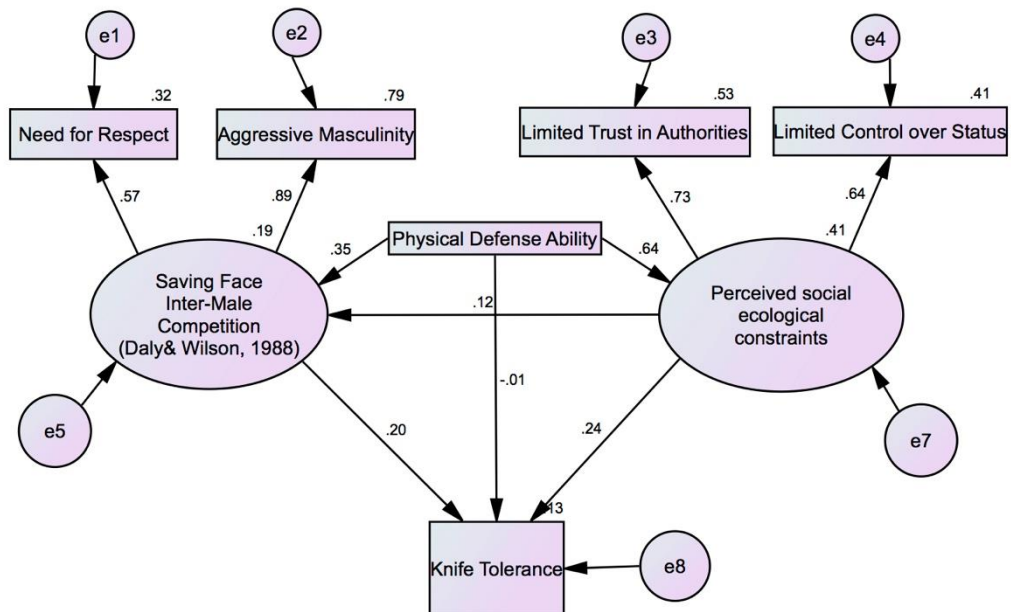 e1
e2
e3
e4
.32
.79
.53
.41
Need for Respect
Aggressive Masculinity
Limited Trust in Authorities
Limited Control over Status
.57
.89
.73
.64
.19
.41
Physical Defense Ability
.35
.64
Saving Face
Inter-Male
Competition
(Daly& Wilson, 1988)
Perceived social
ecological
constraints
.12
-.01
e5
e7
.20
.24
.13
Knife Tolerance
e8